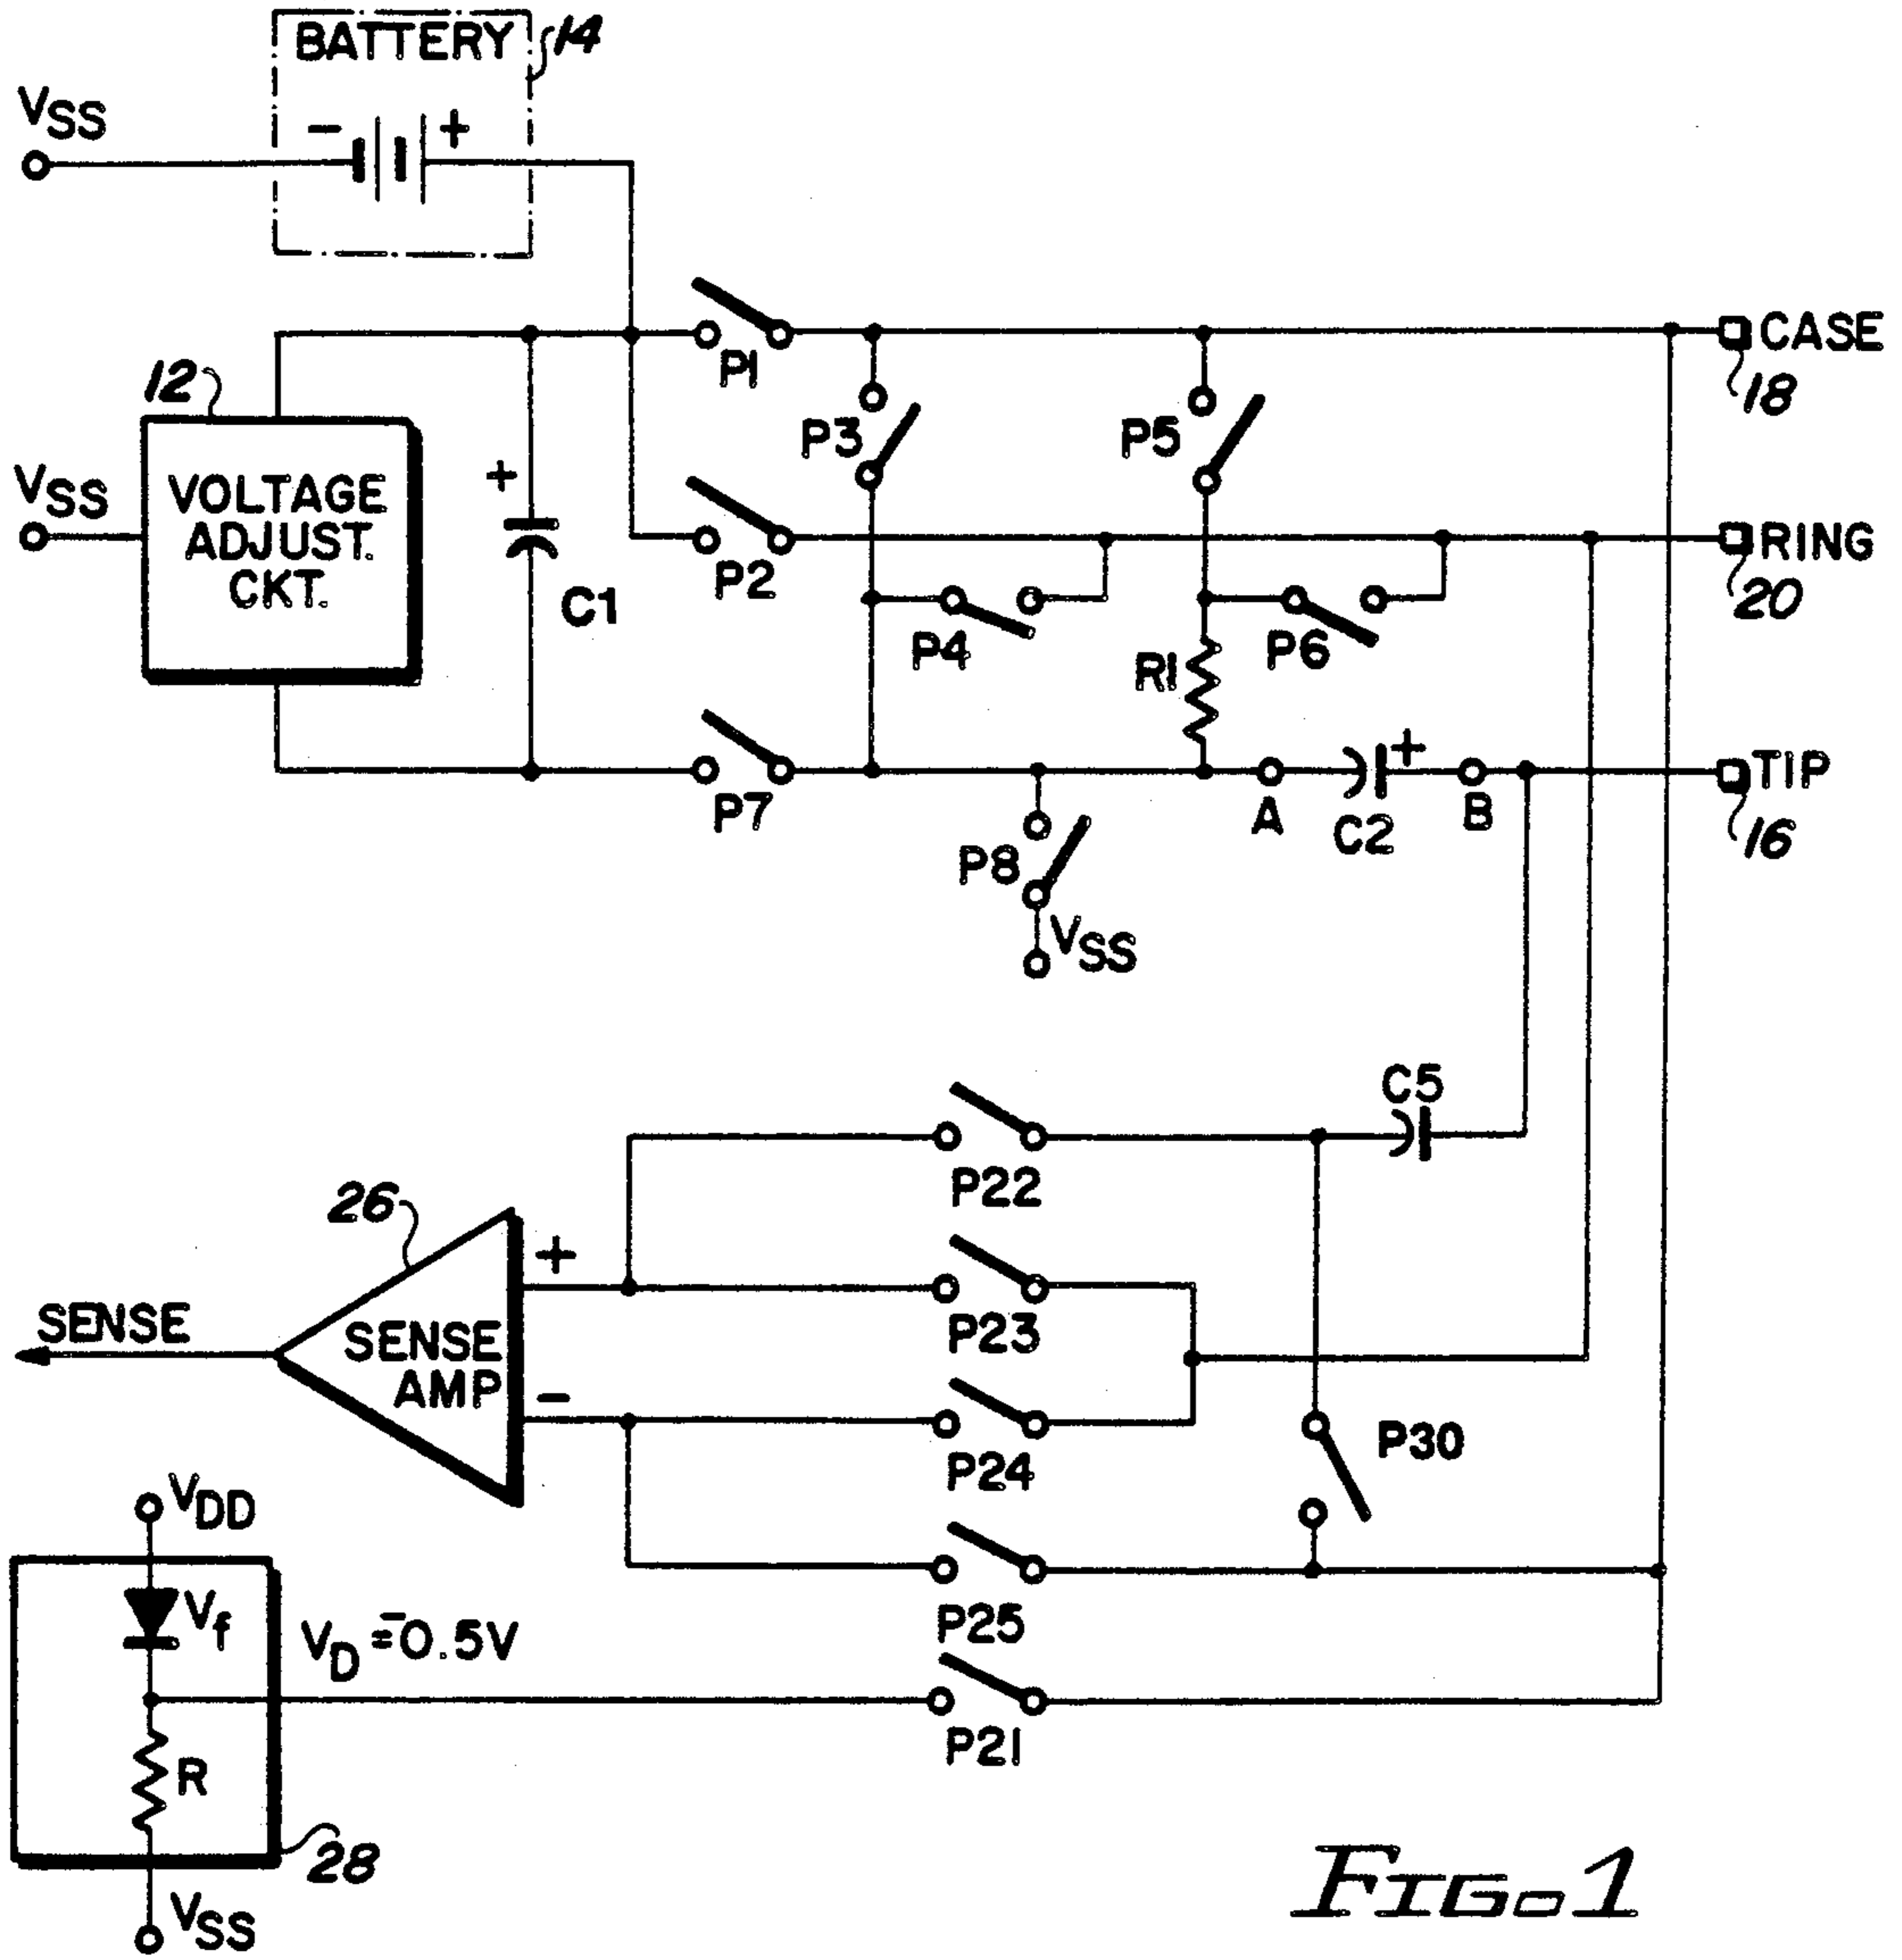 BATTERY 14
VSS
- +
P1
CASE
18
12
VSS
VOLTAGE
ADJUST.
CKT.
+
C1
P2
P3
P5
RING
20
P4
R1
P6
P7
A
C2
+
B
TIP
16
P8
VSS
C5
P22
26
+
SENSE
SENSE
AMP
-
P23
P24
P30
VDD
Vf
VD ≅ -0.5V
P25
R
P21
28
VSS
FIG. 1